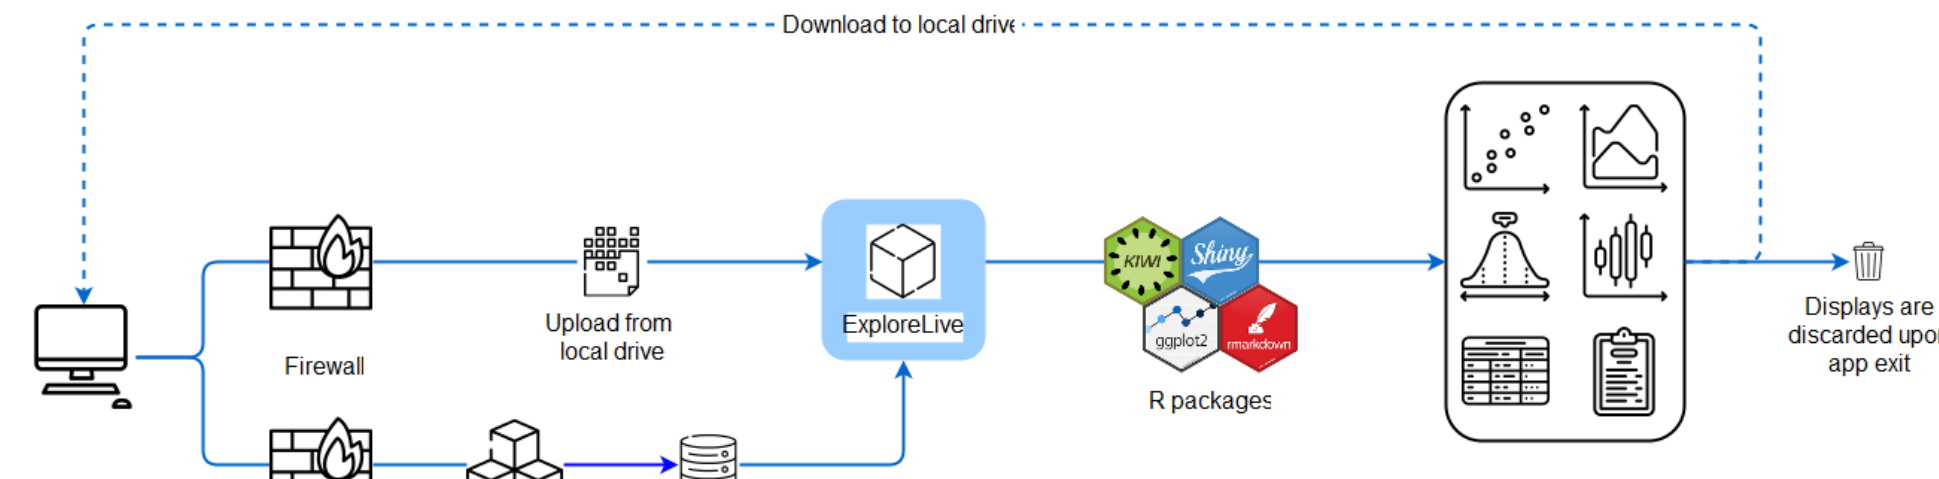 Download to local drive
KIWI
Shiny
ggplot2
rmarkdown
R packages
Upload from
local drive
ExploreLive
Firewall
Displays are
discarded upon
app exit